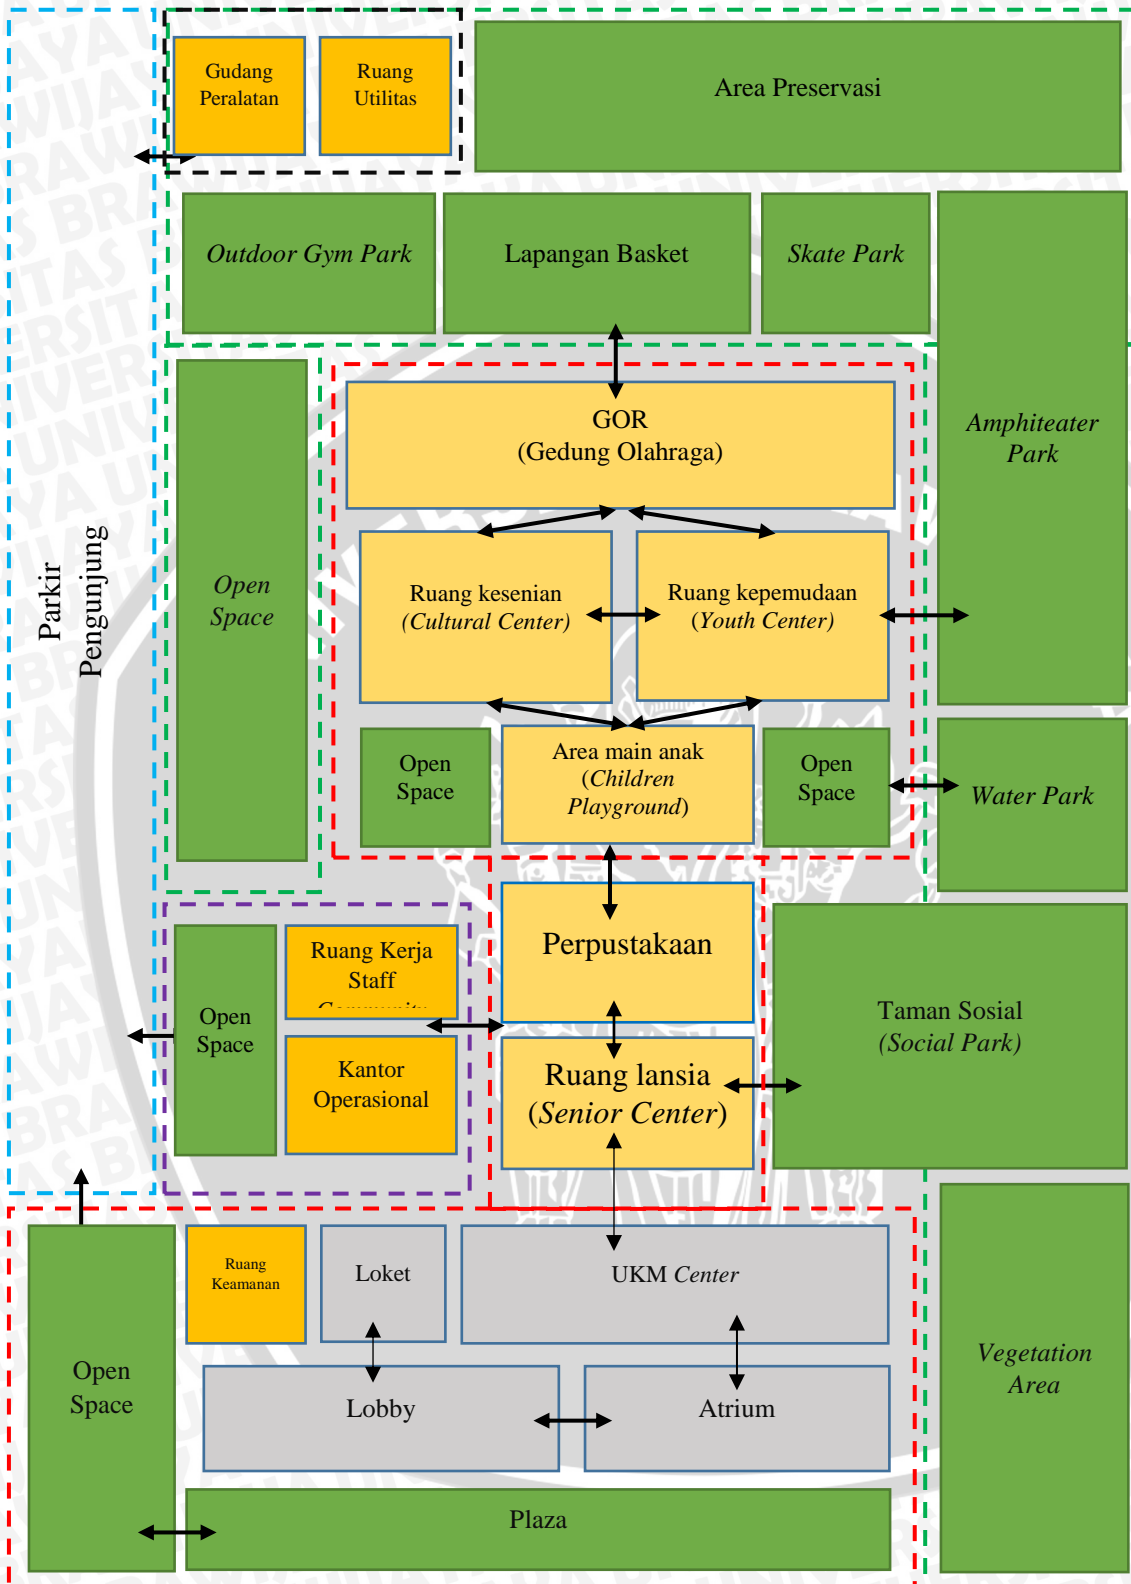 Gudang
Peralatan
Ruang
Utilitas
Area Preservasi
Outdoor Gym Park
Lapangan Basket
Skate Park
Amphiteater
Park
GOR
(Gedung Olahraga)
Parkir
Pengunjung
Open
Space
Ruang kesenian
(Cultural Center)
Ruang kepemudaan
(Youth Center)
Open
Space
Area main anak
(Children
Playground)
Open
Space
Water Park
Perpustakaan
Ruang Kerja
Staff
Community
Open
Space
Kantor
Operasional
Ruang lansia
(Senior Center)
Taman Sosial
(Social Park)
Open
Space
Ruang
Keamanan
Loket
UKM Center
Vegetation
Area
Lobby
Atrium
Plaza